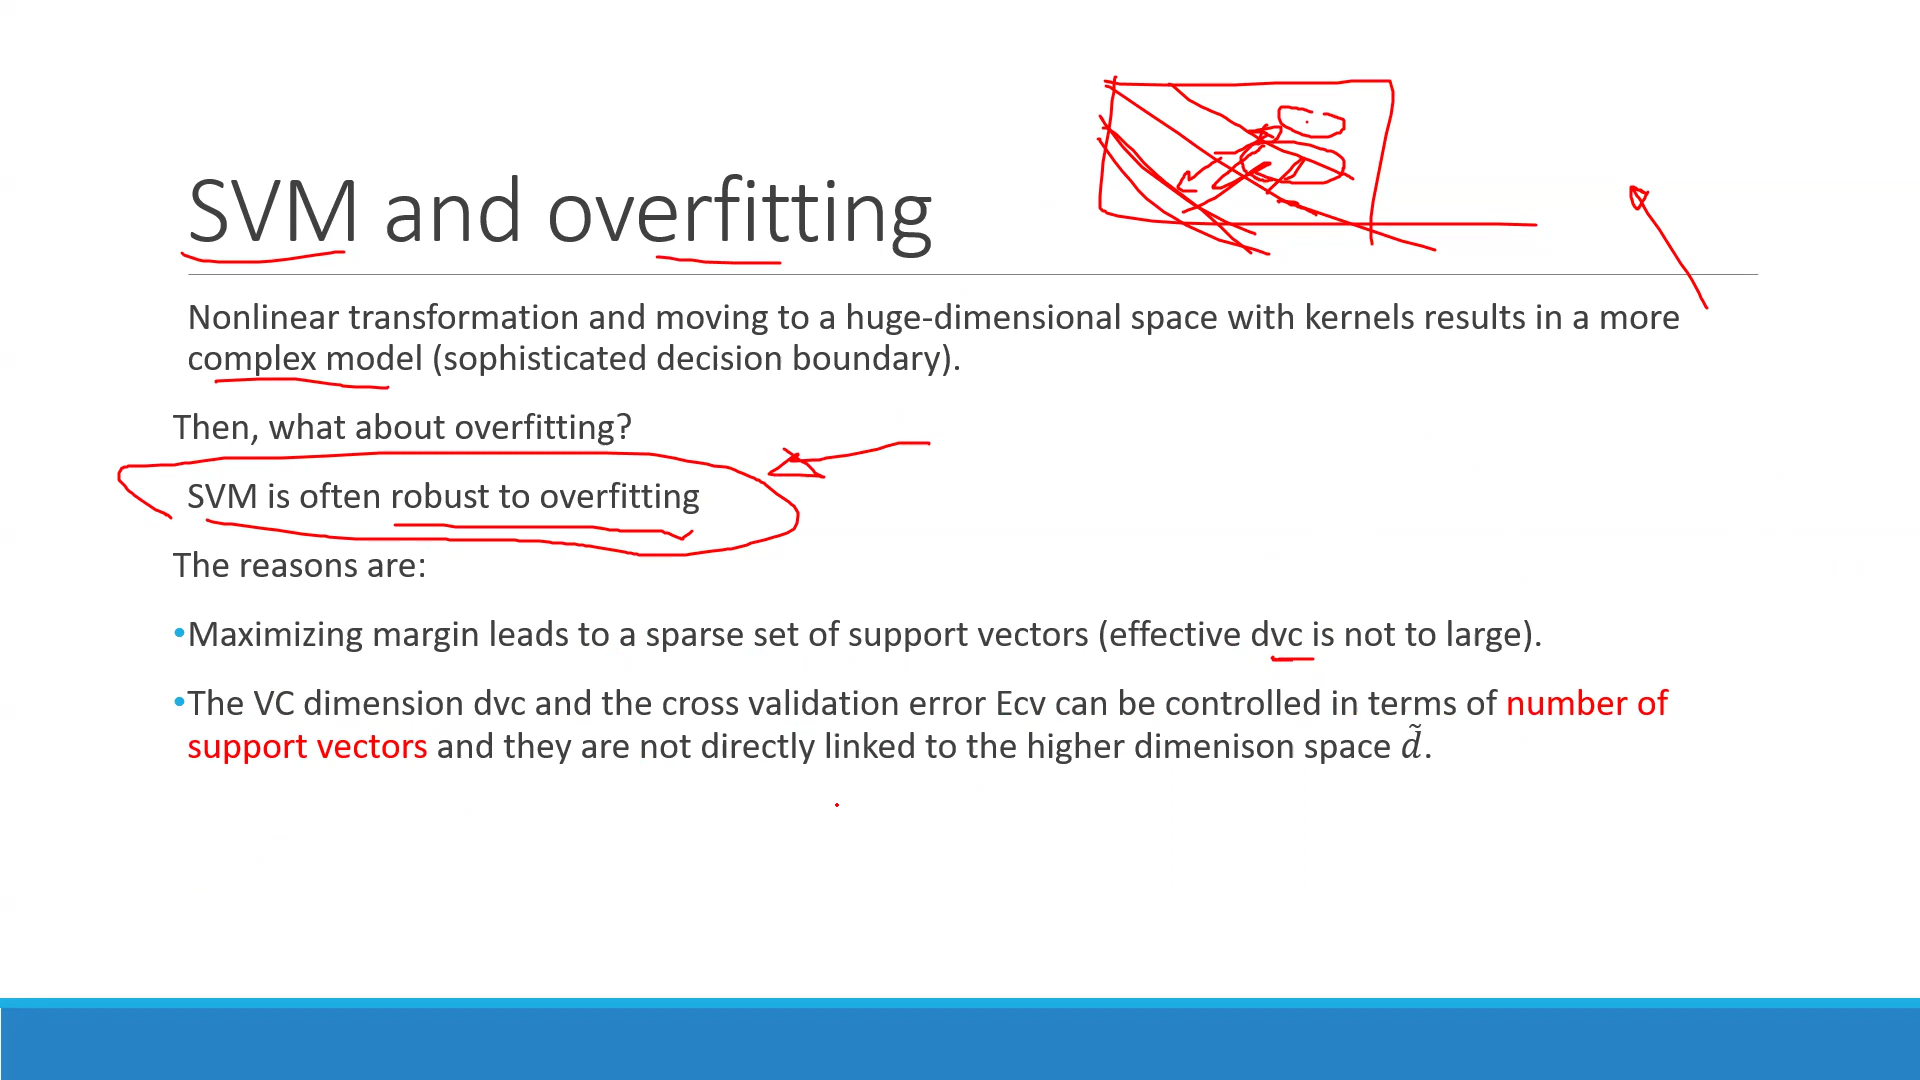 SVM and overfitting
Nonlinear transformation and moving to a huge-dimensional space with kernels results in a more
complex model (sophisticated decision boundary).
Then, what about overfitting?
SVM is often robust to overfitting
The reasons are:
•Maximizing margin leads to a sparse set of support vectors (effective dvc is not to large).
•The VC dimension dvc and the cross validation error Ecv can be controlled in terms of number of
support vectors and they are not directly linked to the higher dimenison space d̃.